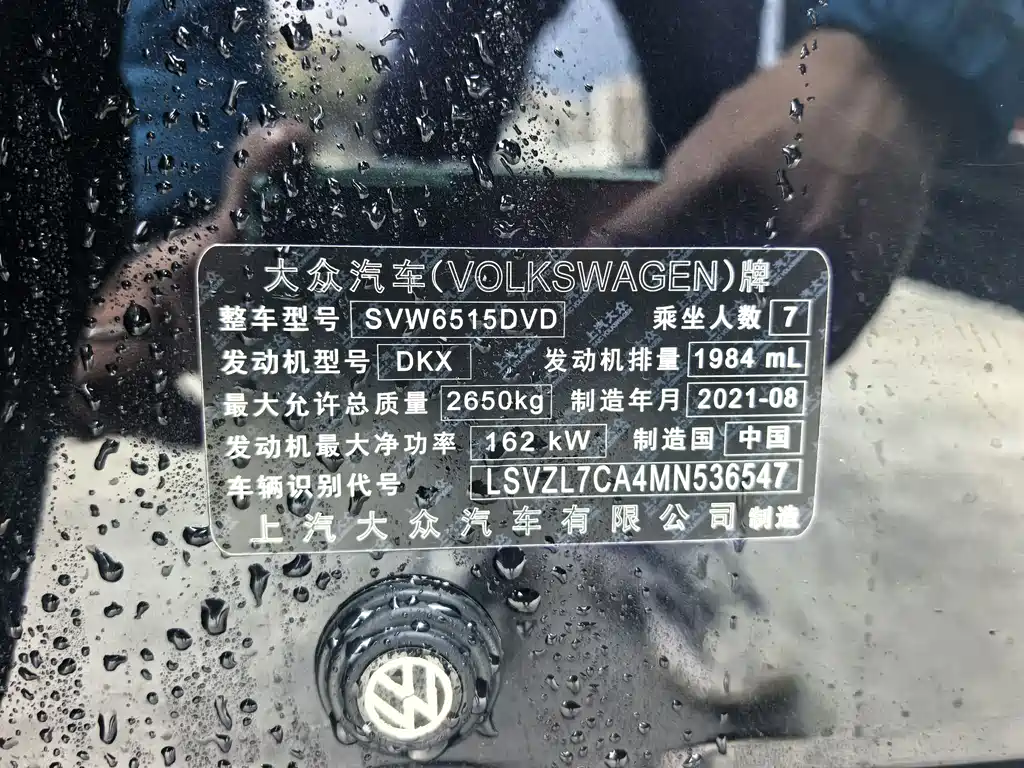 大众汽车(VOLKSWAGEN)牌
整车型号 SVW6515DVD 乘坐人数 7
发动机型号 DKX 发动机排量 1984 mL
最大允许总质量 2650kg 制造年月 2021-08
发动机最大净功率 162 kW 制造国 中国
车辆识别代号 LSVZL7CA4MN536547
上汽大众汽车有限公司制造